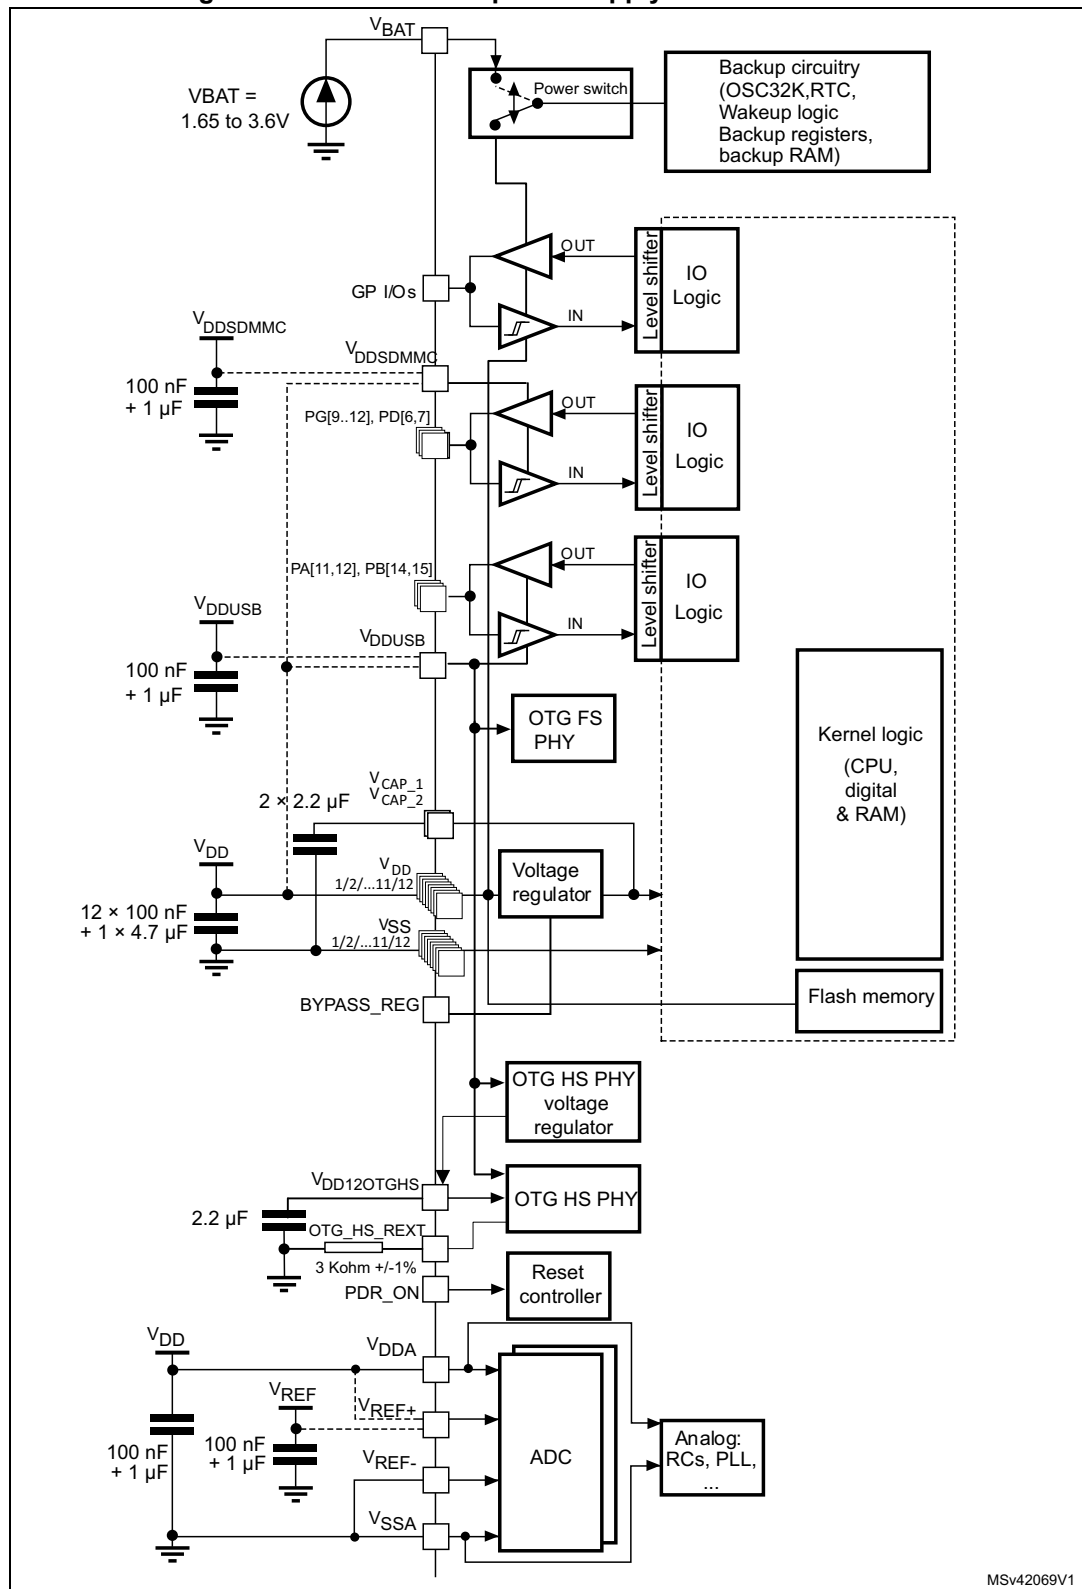 VBAT
VBAT =
1.65 to 3.6V
Power switch
Backup circuitry
(OSC32K,RTC,
Wakeup logic
Backup registers,
backup RAM)
GP I/Os
OUT
IN
Level shifter
IO
Logic
VDDSDMMC
100 nF
+ 1 µF
VDDSDMMC
PG[9..12], PD[6,7]
OUT
IN
Level shifter
IO
Logic
PA[11,12], PB[14,15]
OUT
IN
Level shifter
IO
Logic
VDDUSB
100 nF
+ 1 µF
VDDUSB
OTG FS
PHY
Kernel logic
(CPU,
digital
& RAM)
VCAP_1
VCAP_2
2 × 2.2 µF
VDD
12 × 100 nF
+ 1 × 4.7 µF
VDD
1/2/...11/12
Voltage
regulator
VSS
1/2/...11/12
BYPASS_REG
Flash memory
OTG HS PHY
voltage
regulator
VDD12OTGHS
OTG HS PHY
2.2 µF
OTG_HS_REXT
3 Kohm +/-1%
PDR_ON
Reset
controller
VDD
100 nF
+ 1 µF
VDDA
VREF
100 nF
+ 1 µF
VREF+
VREF-
VSSA
ADC
Analog:
RCs, PLL,
...
MSv42069V1